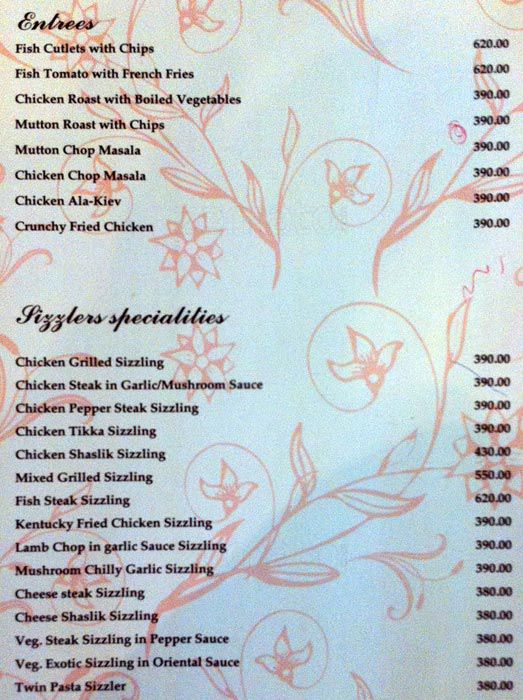 Entrees
Fish Cutlets with Chips 620.00
Fish Tomato with French Fries 620.00
Chicken Roast with Boiled Vegetables 390.00
Mutton Roast with Chips 390.00
Mutton Chop Masala 390.00
Chicken Chop Masala 390.00
Chicken Ala-Kiev 390.00
Crunchy Fried Chicken 390.00
Sizzlers specialities
Chicken Grilled Sizzling 390.00
Chicken Steak in Garlic/Mushroom Sauce 390.00
Chicken Pepper Steak Sizzling 390.00
Chicken Tikka Sizzling 390.00
Chicken Shaslik Sizzling 430.00
Mixed Grilled Sizzling 550.00
Fish Steak Sizzling 620.00
Kentucky Fried Chicken Sizzling 390.00
Lamb Chop in garlic Sauce Sizzling 390.00
Mushroom Chilly Garlic Sizzling 390.00
Cheese steak Sizzling 380.00
Cheese Shaslik Sizzling 380.00
Veg. Steak Sizzling in Pepper Sauce 380.00
Veg. Exotic Sizzling in Oriental Sauce 380.00
Twin Pasta Sizzler 380.00